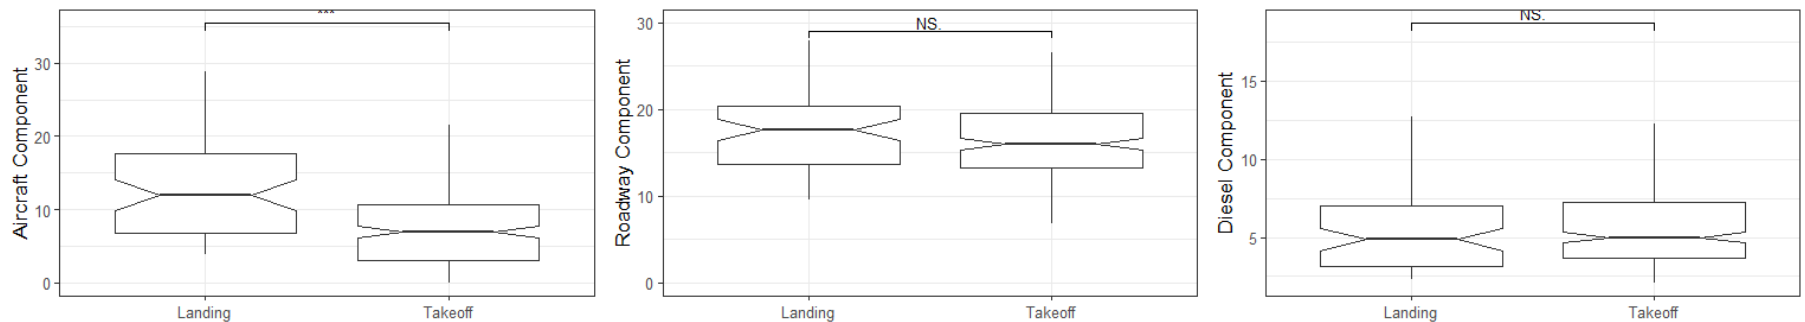 ***
Aircraft Component
30
20
10
0
Landing Takeoff
NS.
Roadway Component
30
20
10
0
Landing Takeoff
NS.
Diesel Component
15
10
5
Landing Takeoff